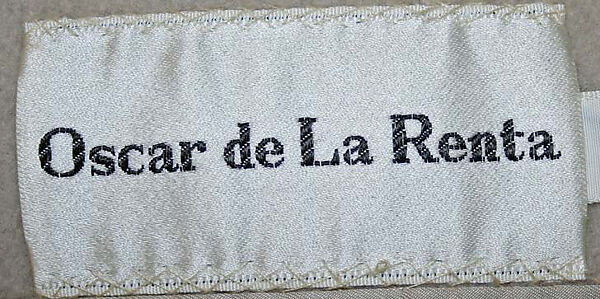 Oscar de La Renta